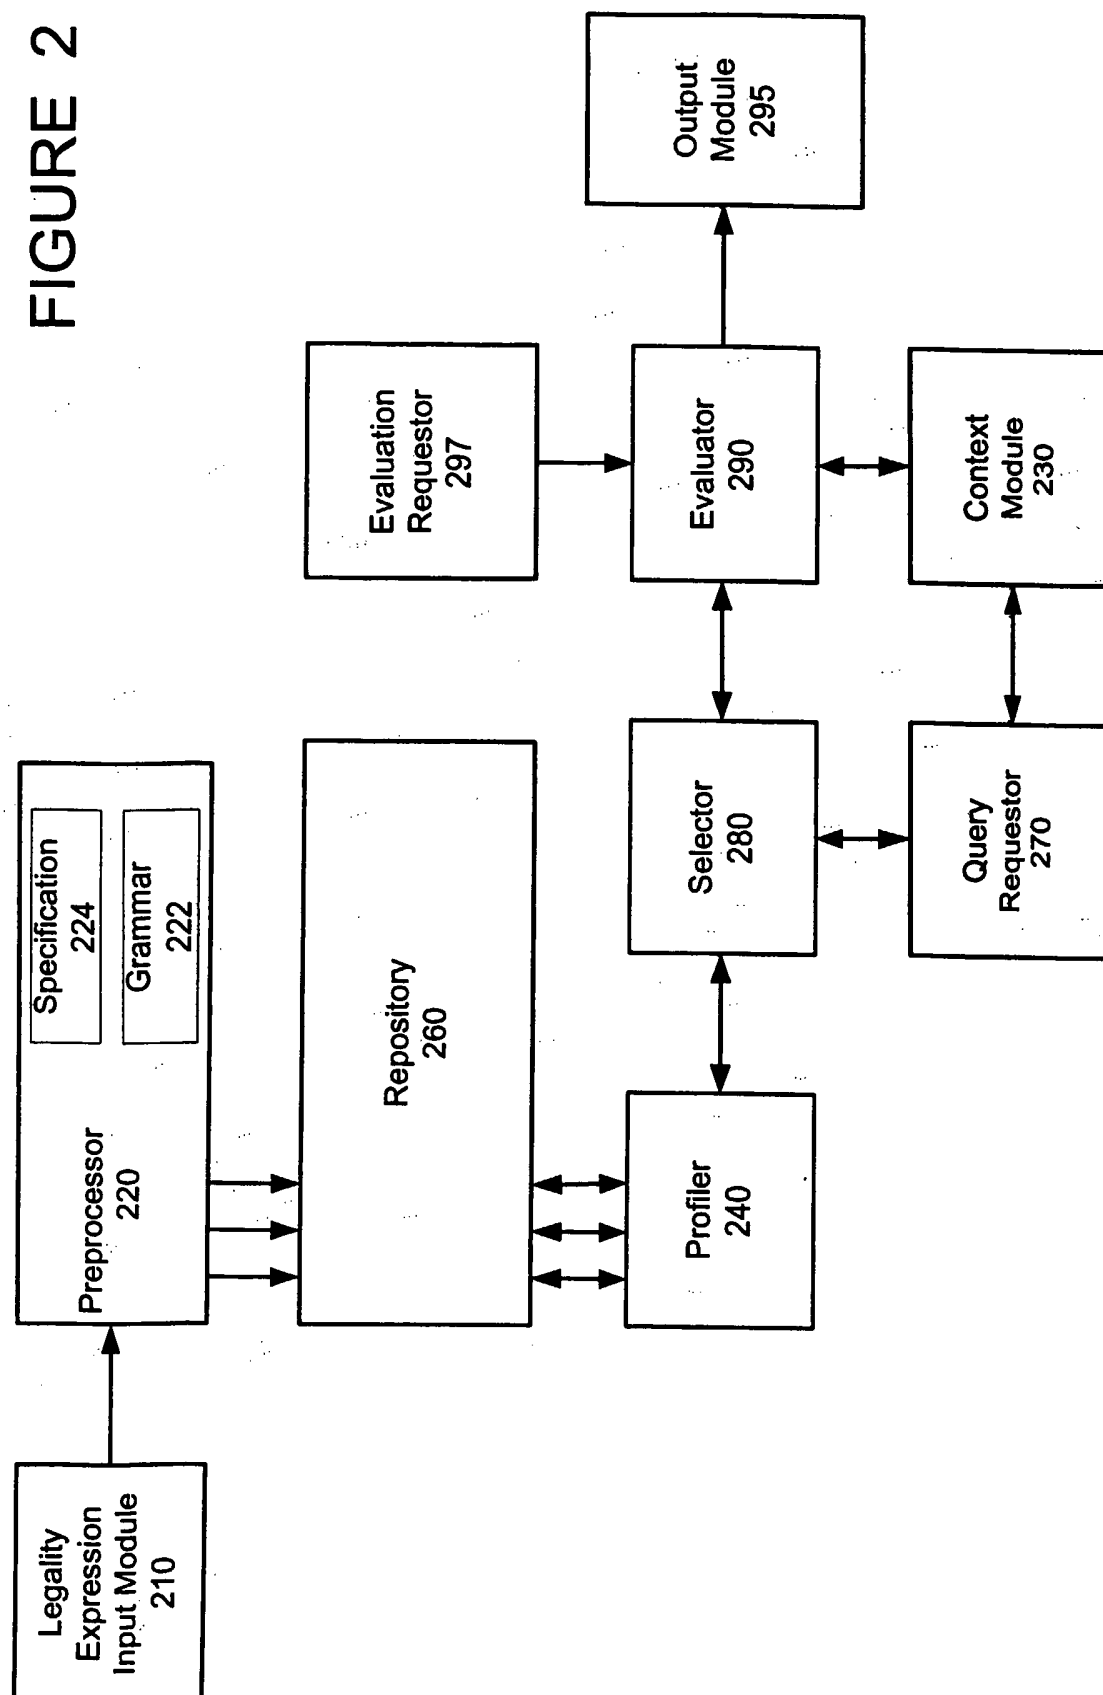 FIGURE 2
Legality
Expression
Input Module
210
Preprocessor
220
Specification
224
Grammar
222
Repository
260
Evaluation
Requestor
297
Profiler
240
Selector
280
Evaluator
290
Output
Module
295
Query
Requestor
270
Context
Module
230